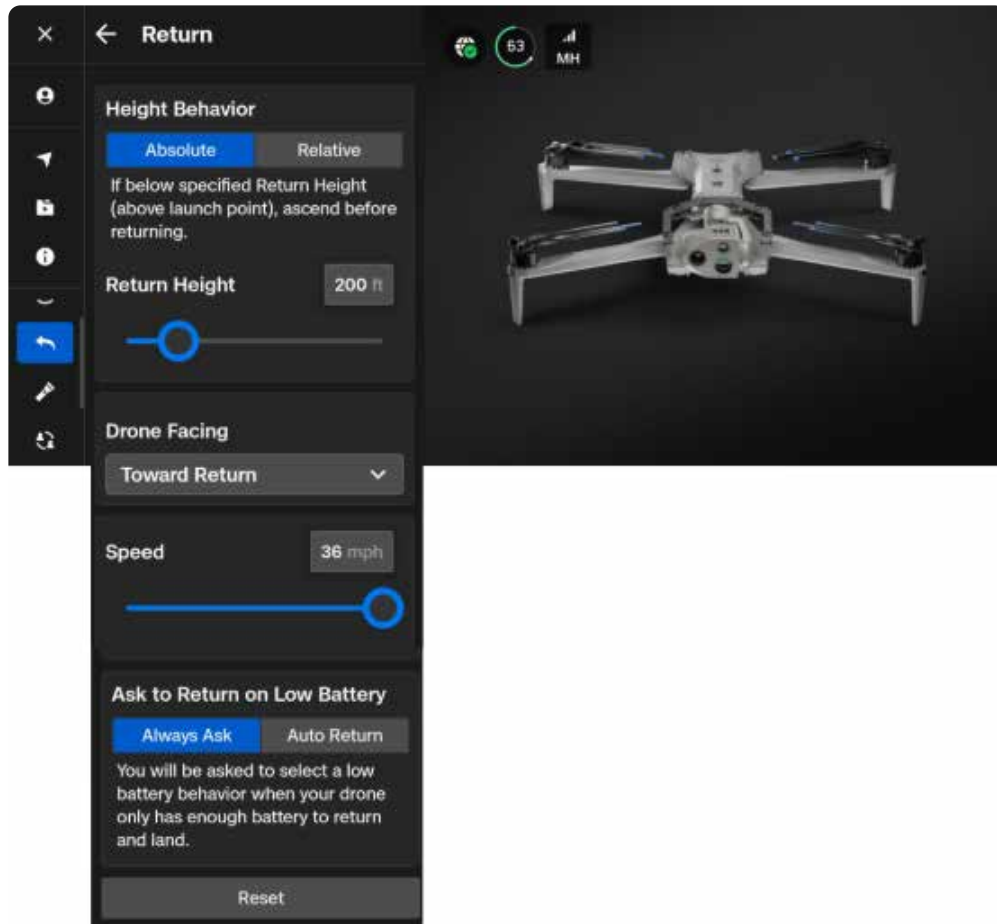 Return
63
MH
Height Behavior
Absolute Relative
If below specified Return Height
(above launch point), ascend before
returning.
Return Height 200 ft
Drone Facing
Toward Return
Speed 36 mph
Ask to Return on Low Battery
Always Ask Auto Return
You will be asked to select a low
battery behavior when your drone
only has enough battery to return
and land.
Reset